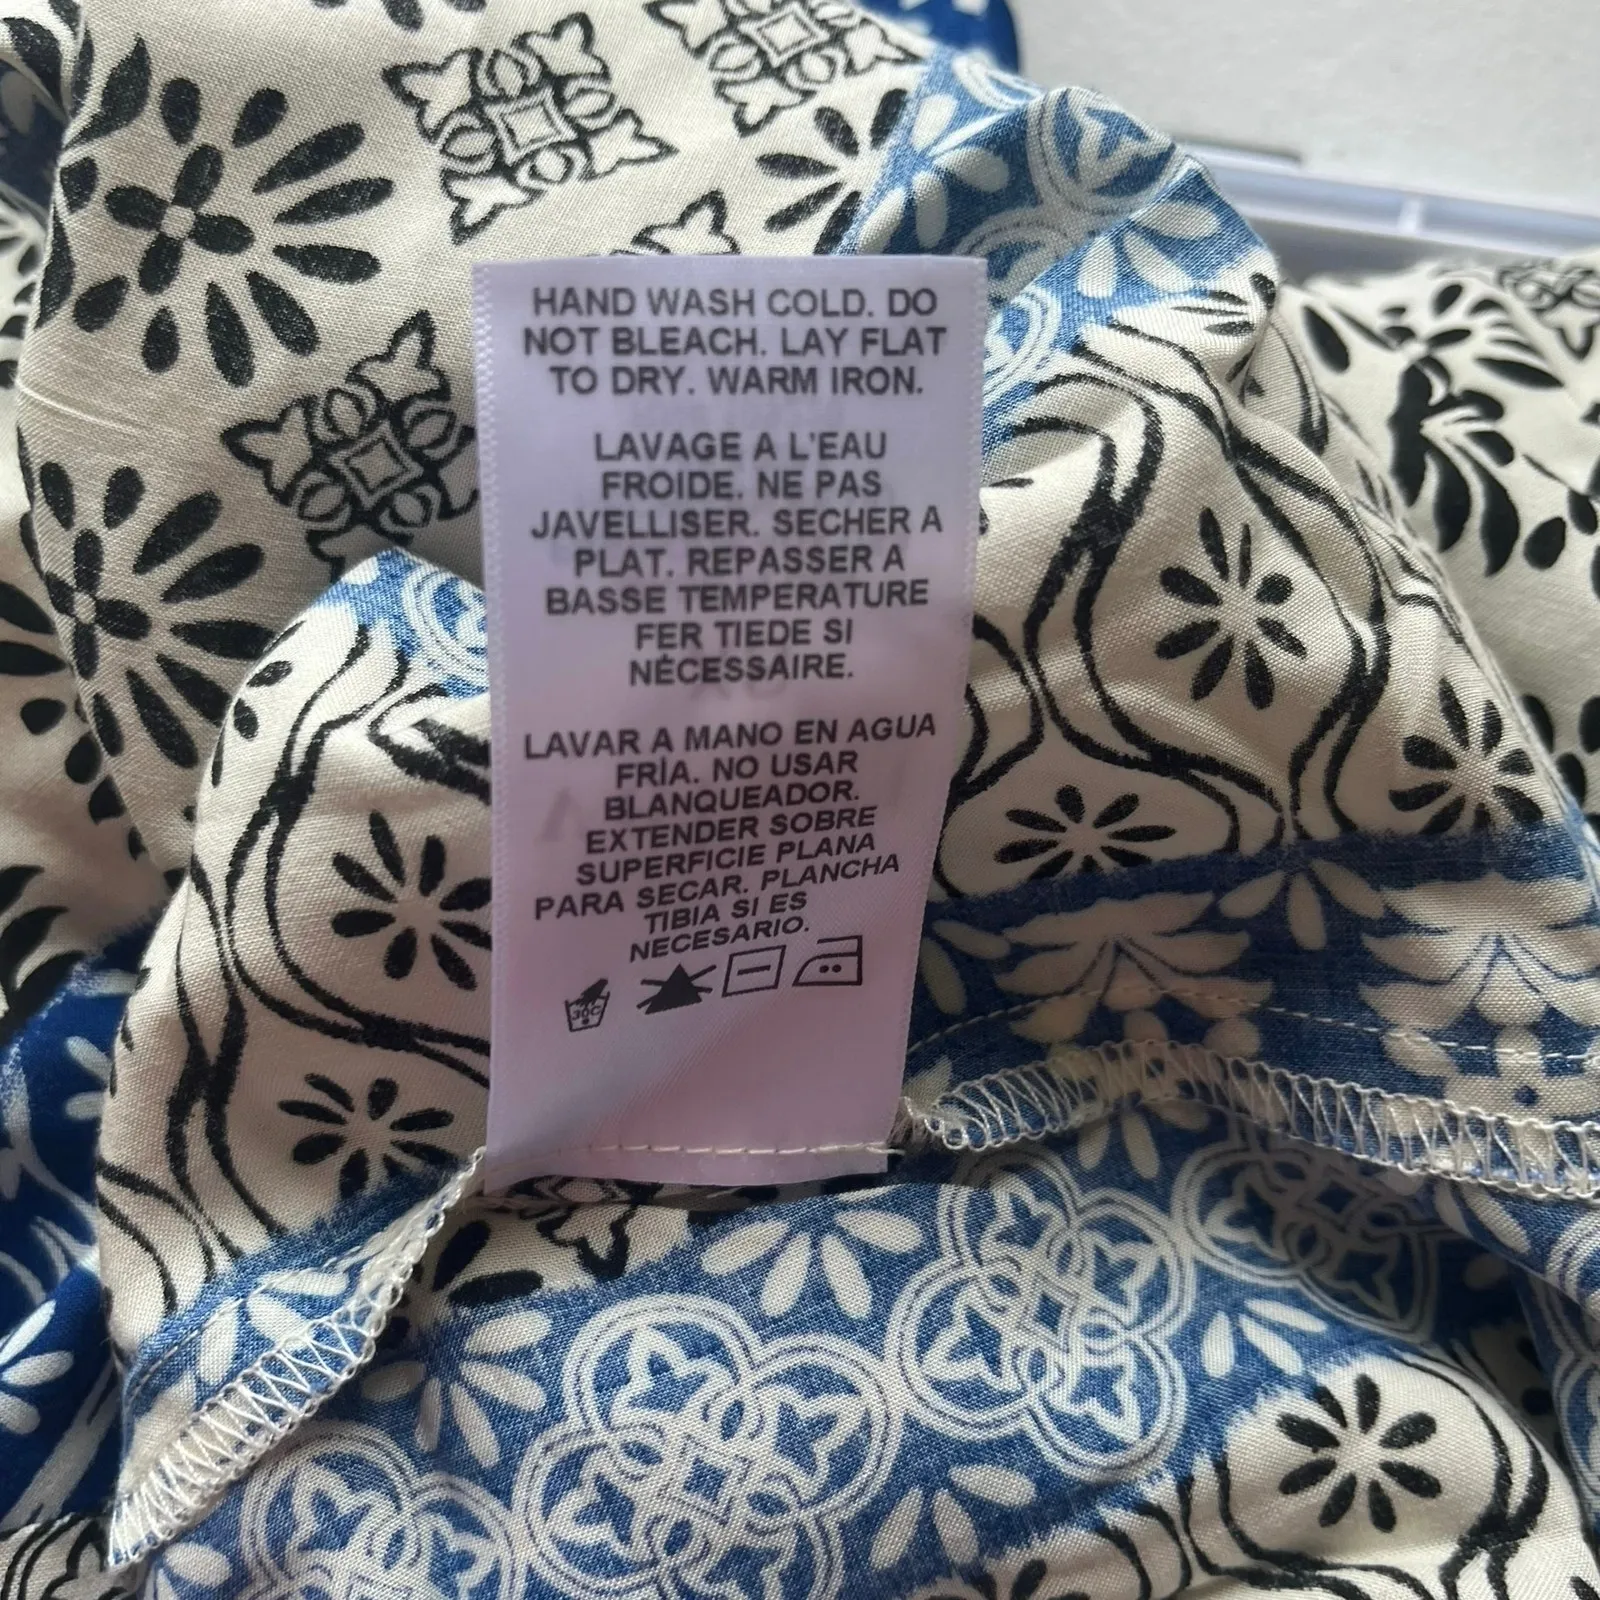 HAND WASH COLD. DO
NOT BLEACH. LAY FLAT
TO DRY. WARM IRON.
LAVAGE A L'EAU
FROIDE. NE PAS
JAVELLISER. SECHER A
PLAT. REPASSER A
BASSE TEMPERATURE
FER TIEDE SI
NÉCESSAIRE.
LAVAR A MANO EN AGUA
FRÍA. NO USAR
BLANQUEADOR.
EXTENDER SOBRE
SUPERFICIE PLANA
PARA SECAR. PLANCHA
TIBIA SI ES
NECESARIO.
30C